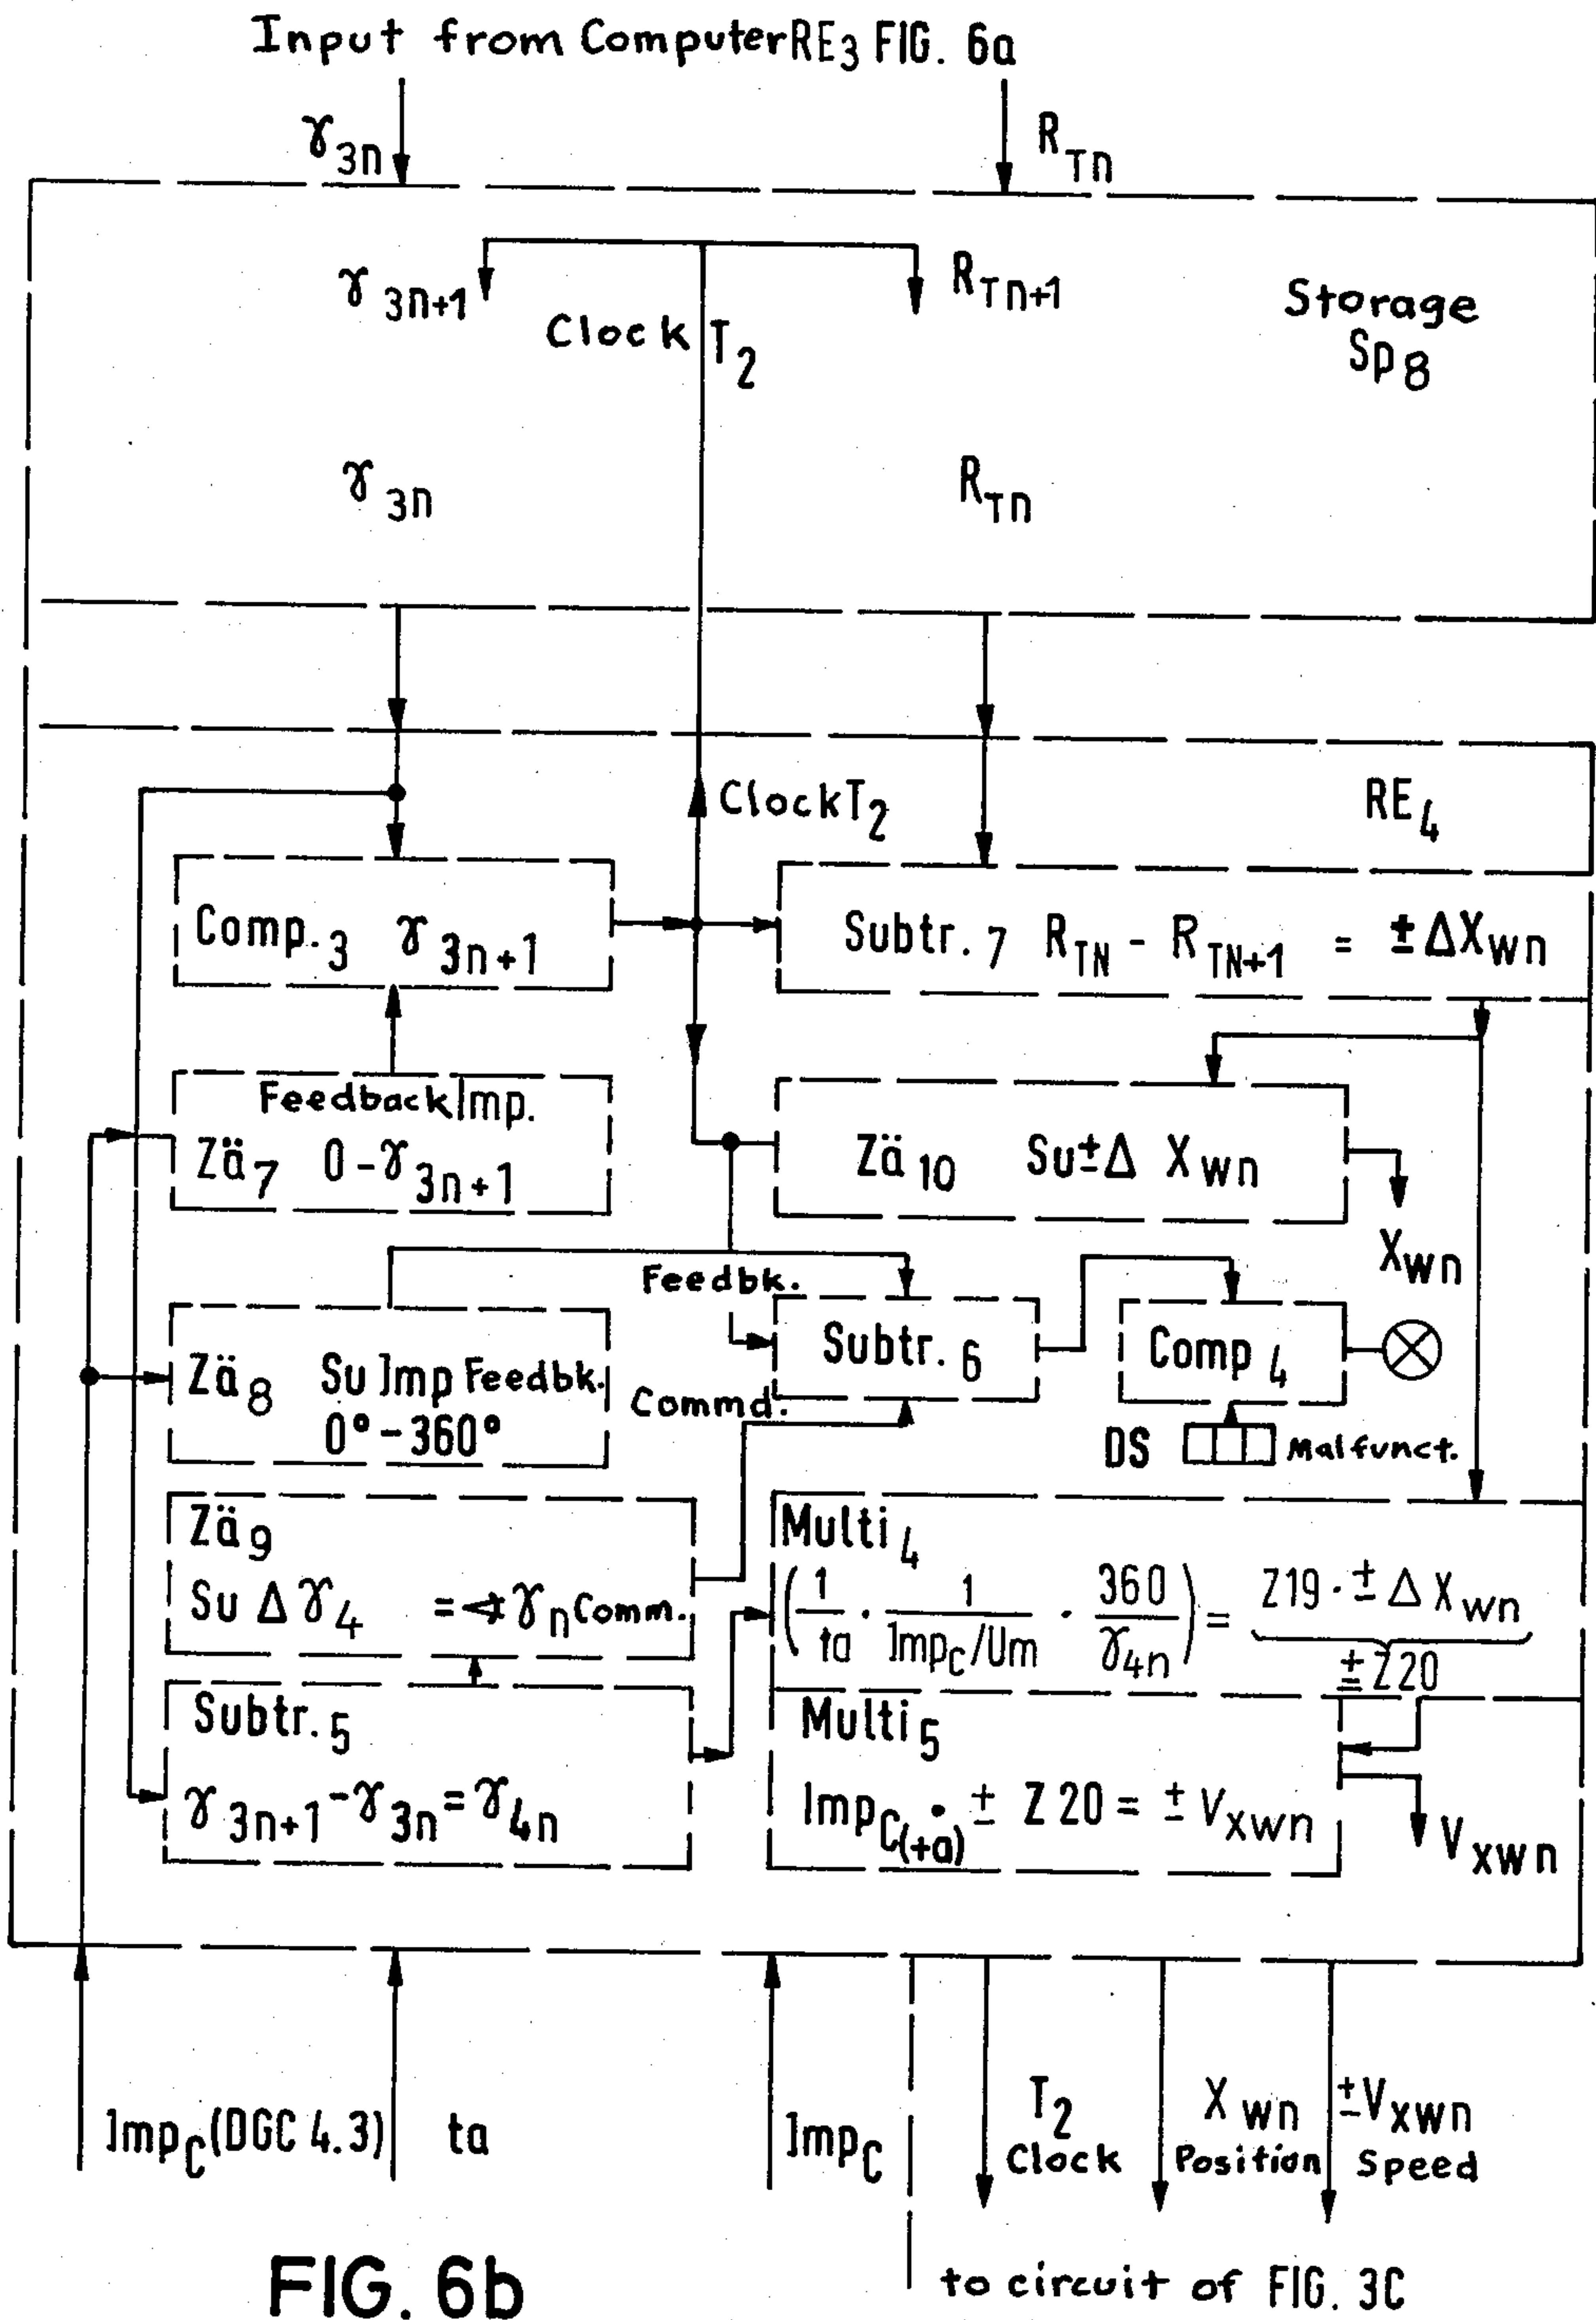 Input from Computer RE3 FIG. 6a
γ3n
RTn
γ3n+1
Clock T2
RTn+1
Storage
Sp8
γ3n
RTn
Clock T2
RE4
Comp.3 γ3n+1
Subtr.7 RTN - RTN+1 = ±ΔXwn
Feedback Imp.
Zä7 0-γ3n+1
Zä10 Su±Δ Xwn
Xwn
Feedbk.
Zä8 Su Imp Feedbk.
0°-360°
Subtr.6
Comp4
Commd.
DS
Malfunct.
Zä9
Su Δγ4 =∢γn Comm.
Multi4
(1/ta · 1/ImpC/Um · 360/γ4n) = Z19 · ± Δ Xwn
±Z20
Subtr.5
γ3n+1-γ3n=γ4n
Multi5
ImpC(+a) · ± Z 20 = ± VXwn
VXwn
ImpC(DGC 4.3)
ta
ImpC
T2
Clock
Xwn
Position
±VXwn
Speed
FIG. 6b
to circuit of FIG. 3C